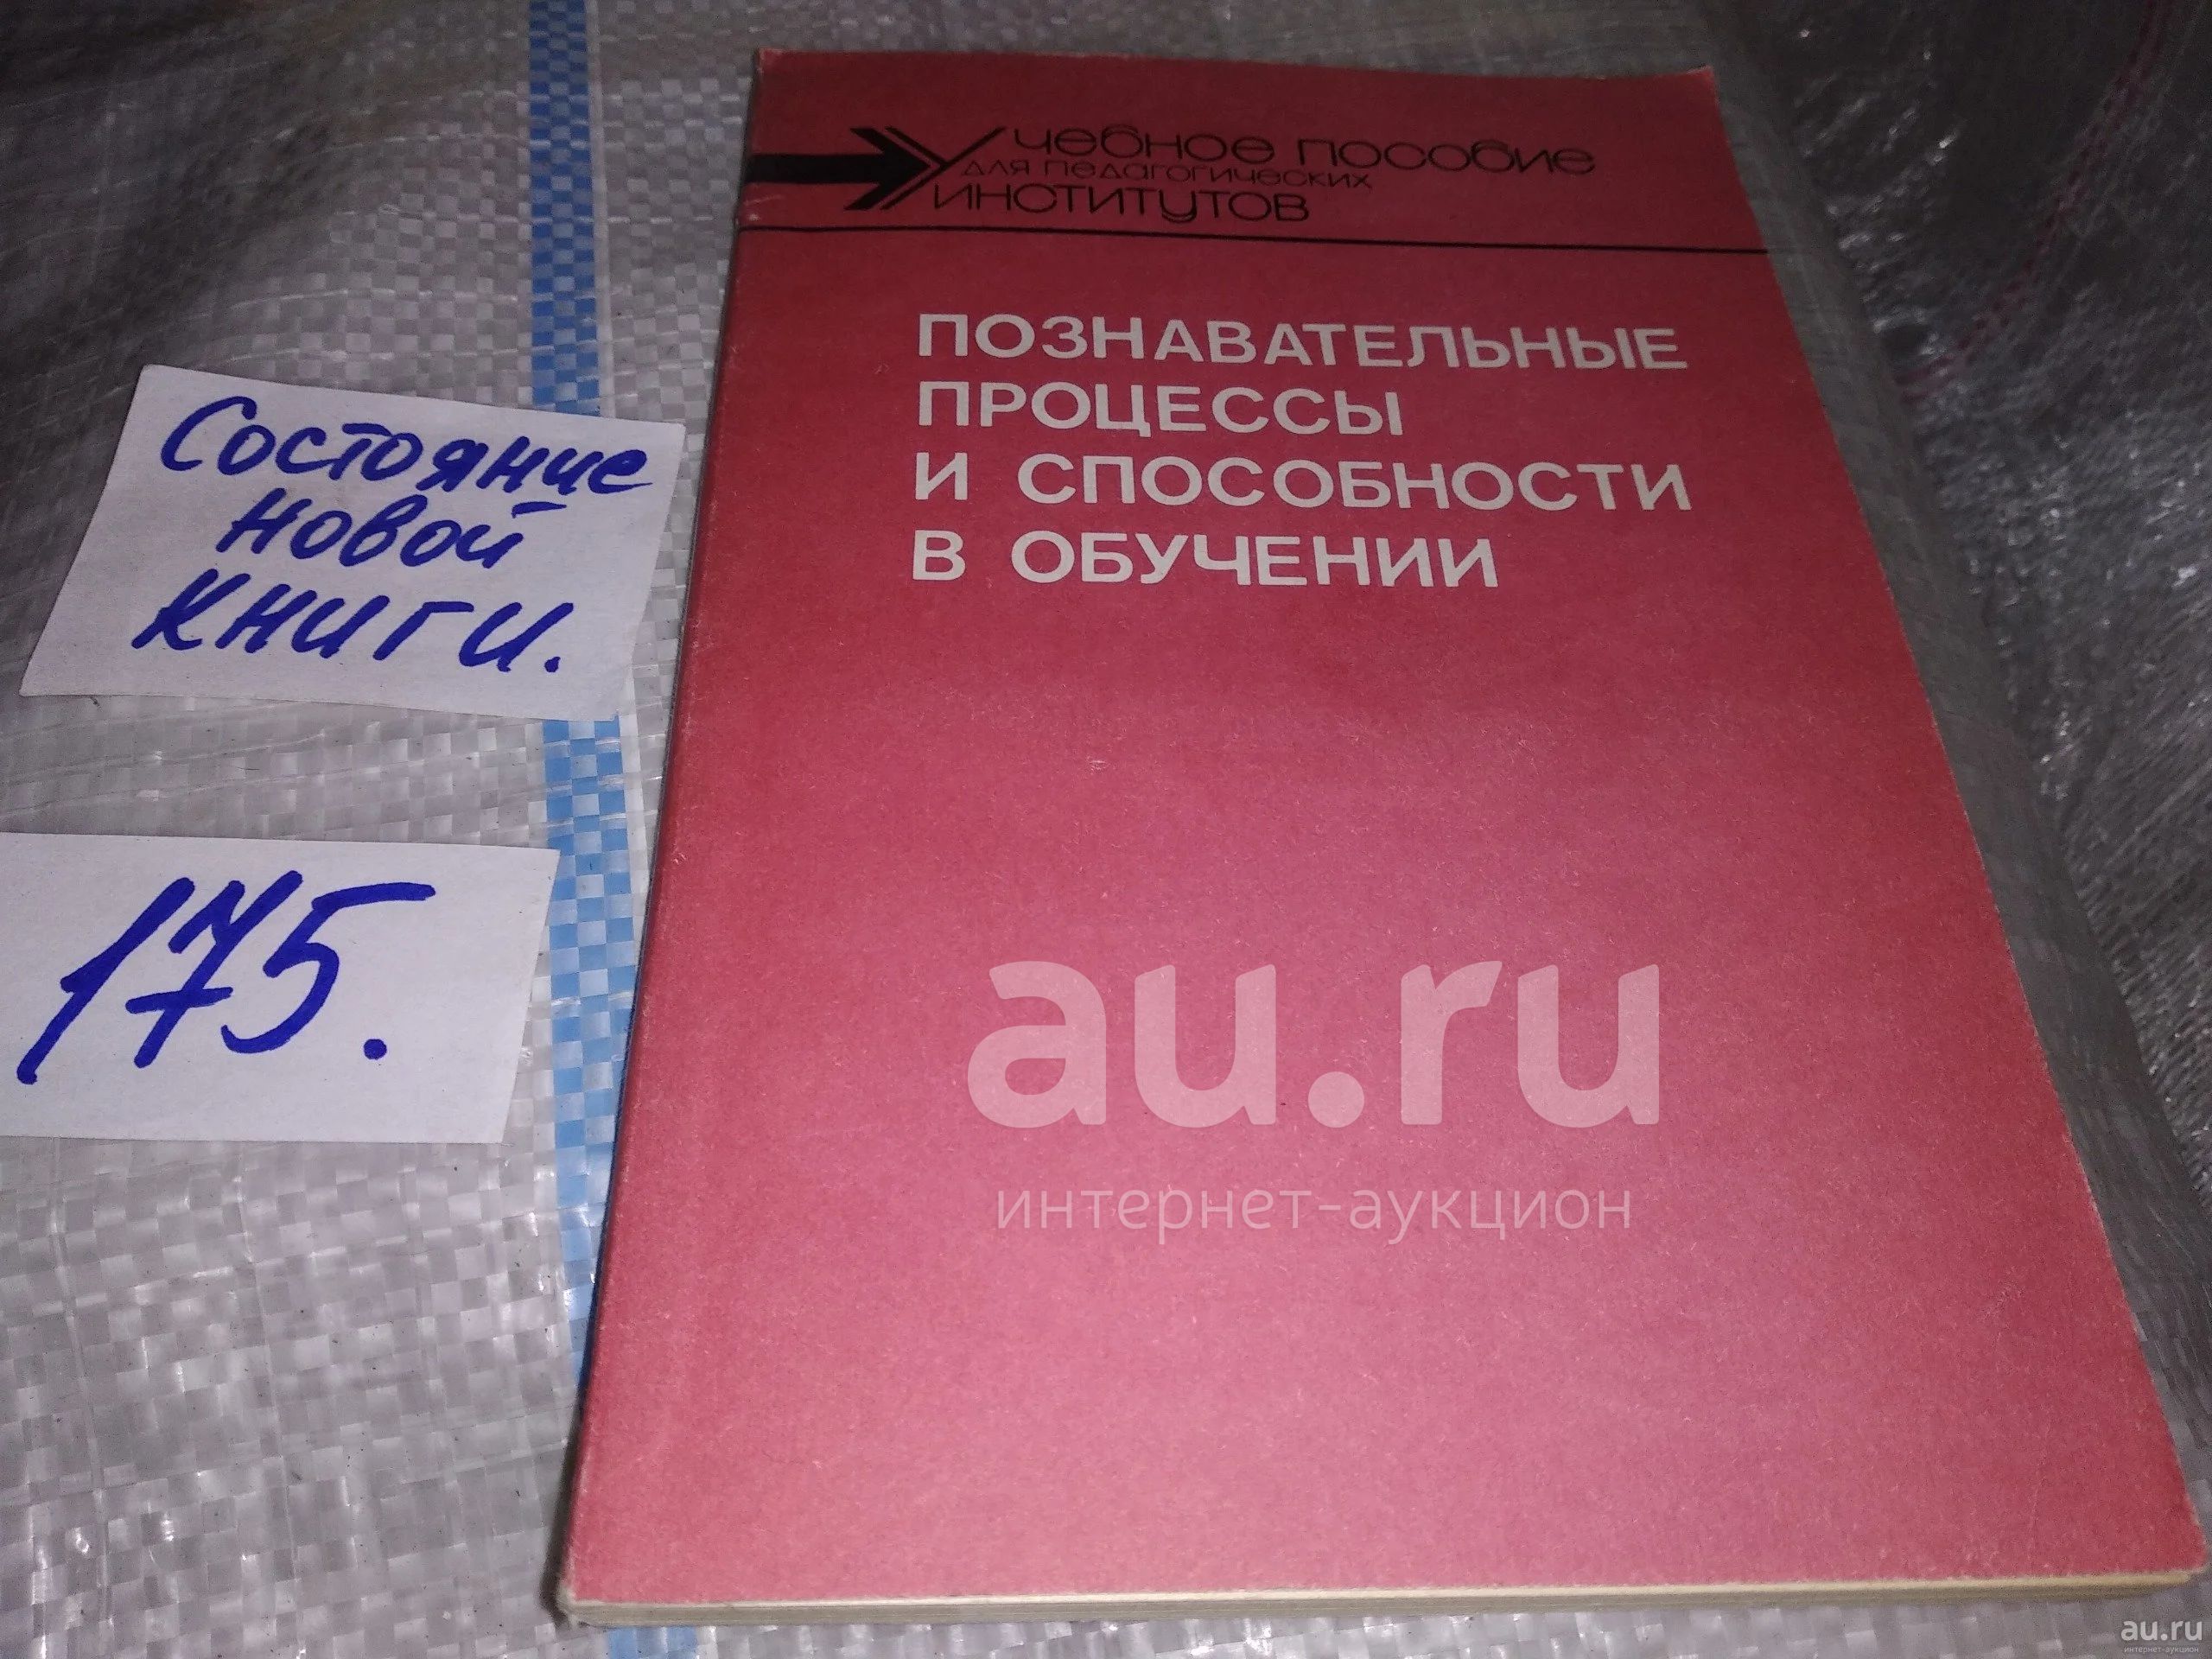 Учебное пособие
для педагогических
институтов
ПОЗНАВАТЕЛЬНЫЕ
ПРОЦЕССЫ
И СПОСОБНОСТИ
В ОБУЧЕНИИ
Состояние
новой
книги.
175.
au.ru
интернет-аукцион
au.ru
интернет-аукцион